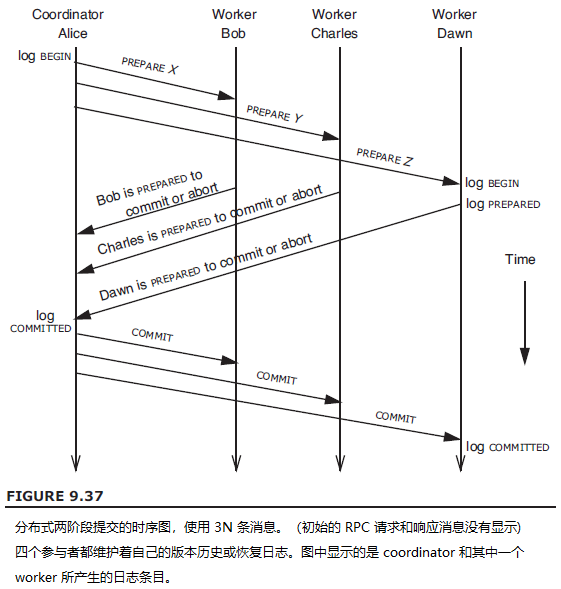 Coordinator Worker Worker Worker
Alice Bob Charles Dawn
log BEGIN
PREPARE X
PREPARE Y
PREPARE Z
log BEGIN
Bob is PREPARED to
commit or abort
log PREPARED
Charles is PREPARED to commit or abort
Dawn is PREPARED to commit or abort
Time
log
COMMITTED
COMMIT
COMMIT
COMMIT
log COMMITTED
FIGURE 9.37
分布式两阶段提交的时序图，使用 3N 条消息。（初始的 RPC 请求和响应消息没有显示）
四个参与者都维护着自己的版本历史或恢复日志。图中显示的是 coordinator 和其中一个
worker 所产生的日志条目。